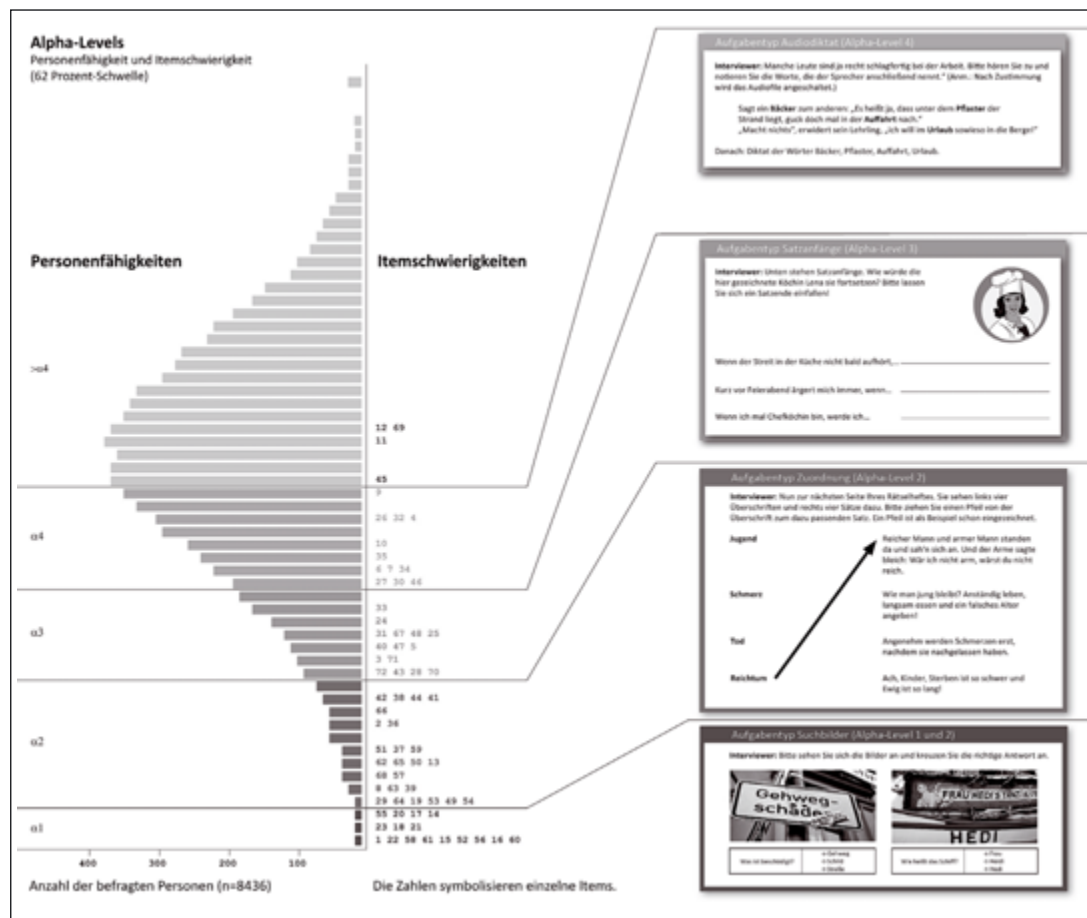 Alpha-Levels
Personenfähigkeit und Itemschwierigkeit
(62 Prozent-Schwelle)
Personenfähigkeiten
Itemschwierigkeiten
>α4
12 69
11
45
9
26 32 4
α4
10
35
6 7 34
27 30 46
33
24
α3
31 67 48 25
40 47 5
3 71
72 43 28 70
42 38 44 41
66
2 36
α2
51 37 59
62 65 50 13
68 57
8 63 39
29 64 19 53 49 54
55 20 17 14
α1
23 18 21
1 22 58 61 15 52 56 16 60
400 300 200 100
Anzahl der befragten Personen (n=8436)
Die Zahlen symbolisieren einzelne Items.
Aufgabentyp Audiodiktat (Alpha-Level 4)
Interviewer: Manche Leute sind ja recht schlagfertig bei der Arbeit. Bitte hören Sie zu und
notieren Sie die Worte, die der Sprecher anschließend nennt." (Anm.: Nach Zustimmung
wird das Audiofile angeschaltet.)
Sagt ein Bäcker zum anderen: „Es heißt ja, dass unter dem Pflaster der
Strand liegt, guck doch mal in der Auffahrt nach."
„Macht nichts", erwidert sein Lehrling, „ich will im Urlaub sowieso in die Berge!"
Danach: Diktat der Wörter Bäcker, Pflaster, Auffahrt, Urlaub.
Aufgabentyp Satzanfänge (Alpha-Level 3)
Interviewer: Unten stehen Satzanfänge. Wie würde die
hier gezeichnete Köchin Lena sie fortsetzen? Bitte lassen
Sie sich ein Satzende einfallen!
Wenn der Streit in der Küche nicht bald aufhört,...
Kurz vor Feierabend ärgert mich immer, wenn...
Wenn ich mal Chefköchin bin, werde ich...
Aufgabentyp Zuordnung (Alpha-Level 2)
Interviewer: Nun zur nächsten Seite Ihres Rätselheftes. Sie sehen links vier
Überschriften und rechts vier Sätze dazu. Bitte ziehen Sie einen Pfeil von der
Überschrift zum dazu passenden Satz. Ein Pfeil ist als Beispiel schon eingezeichnet.
Jugend
Reicher Mann und armer Mann standen
da und sah'n sich an. Und der Arme sagte
bleich: Wär ich nicht arm, wärst du nicht
reich.
Schmerz
Wie man jung bleibt? Anständig leben,
langsam essen und ein falsches Alter
angeben!
Tod
Angenehm werden Schmerzen erst,
nachdem sie nachgelassen haben.
Reichtum
Ach, Kinder, Sterben ist so schwer und
Ewig ist so lang!
Aufgabentyp Suchbilder (Alpha-Level 1 und 2)
Interviewer: Bitte sehen Sie sich die Bilder an und kreuzen Sie die richtige Antwort an.
Gehweg-
schäden
FRAU HEDI'S
HEDI
Was ist beschädigt?
Gehweg
Schild
Straße
Wie heißt das Schiff?
Frau
Heidi
Hedi